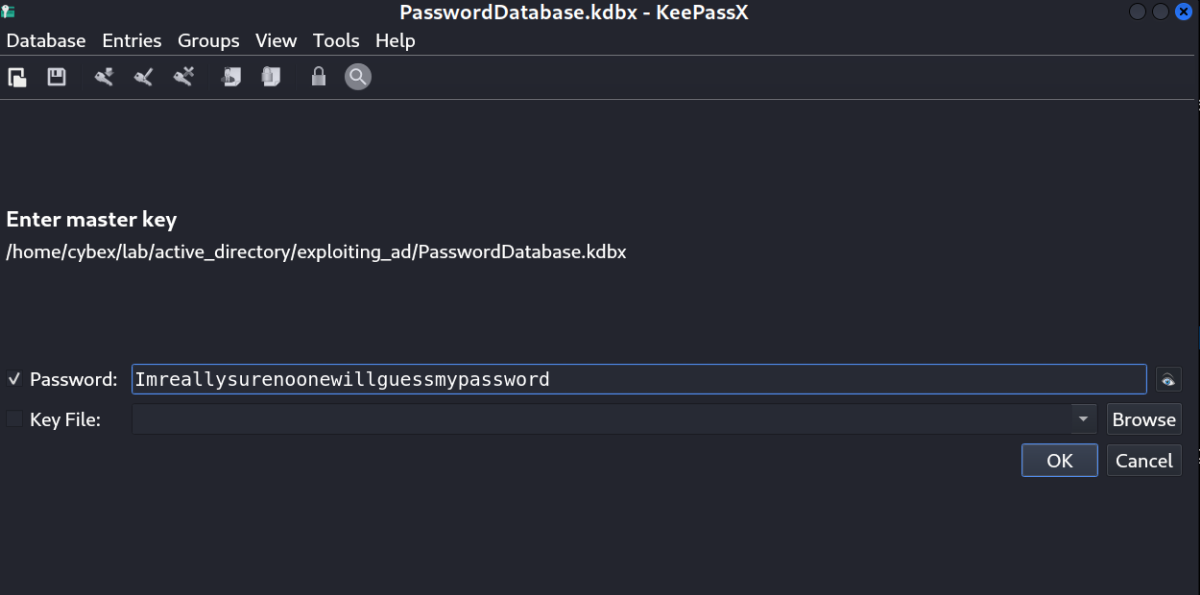 PasswordDatabase.kdbx - KeePassX
Database Entries Groups View Tools Help
Enter master key
/home/cybex/lab/active_directory/exploiting_ad/PasswordDatabase.kdbx
Password: Imreallysurenoonewillguessmypassword
Key File: Browse
OK Cancel